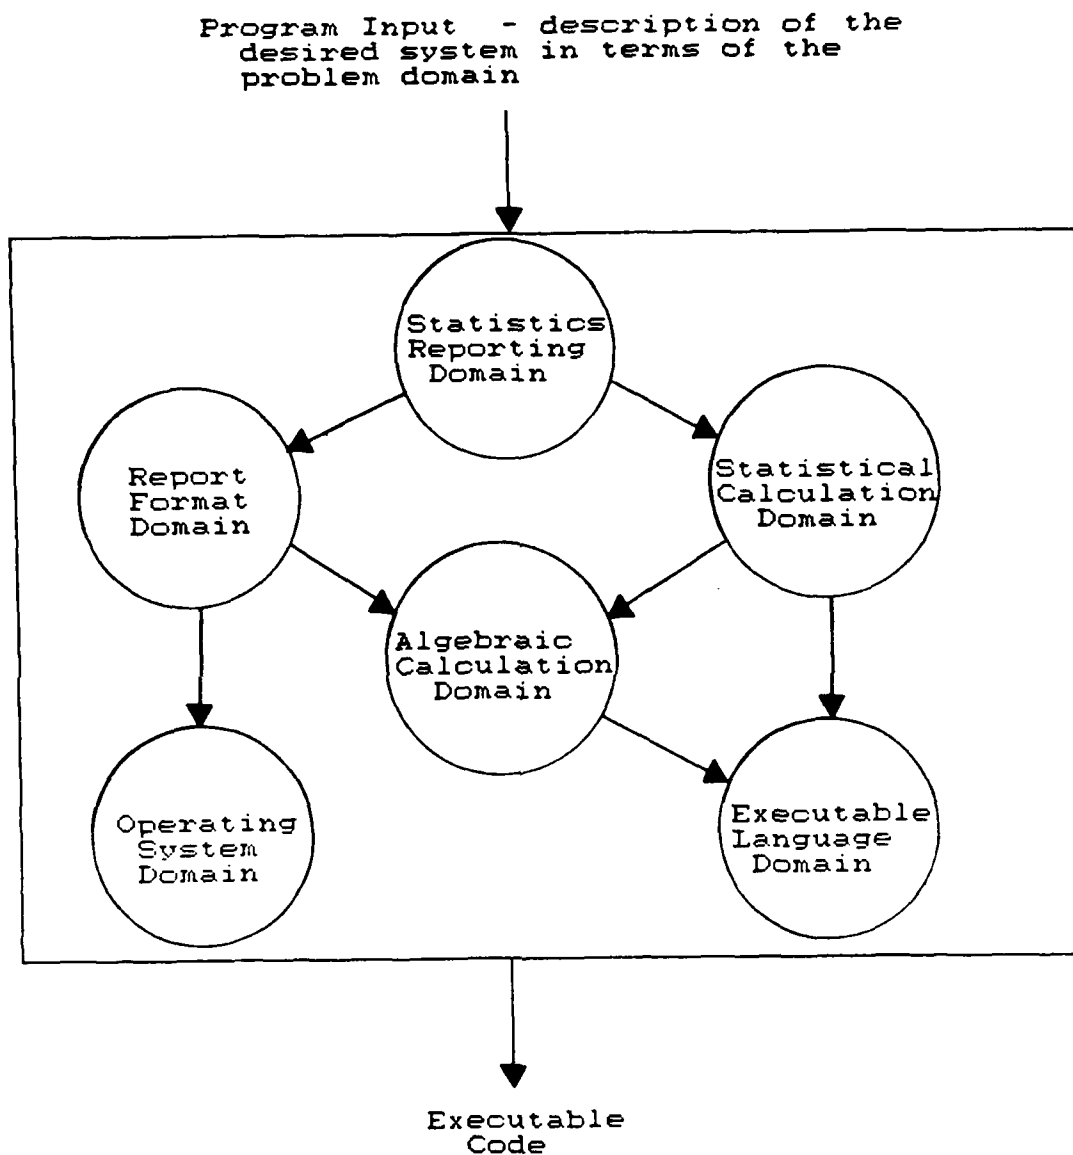 Program Input - description of the
desired system in terms of the
problem domain
Statistics
Reporting
Domain
Report
Format
Domain
Statistical
Calculation
Domain
Algebraic
Calculation
Domain
Operating
System
Domain
Executable
Language
Domain
Executable
Code